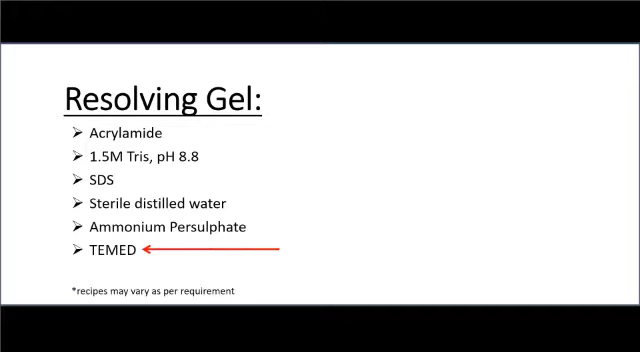 Resolving Gel:
➢ Acrylamide
➢ 1.5M Tris, pH 8.8
➢ SDS
➢ Sterile distilled water
➢ Ammonium Persulphate
➢ TEMED
*recipes may vary as per requirement